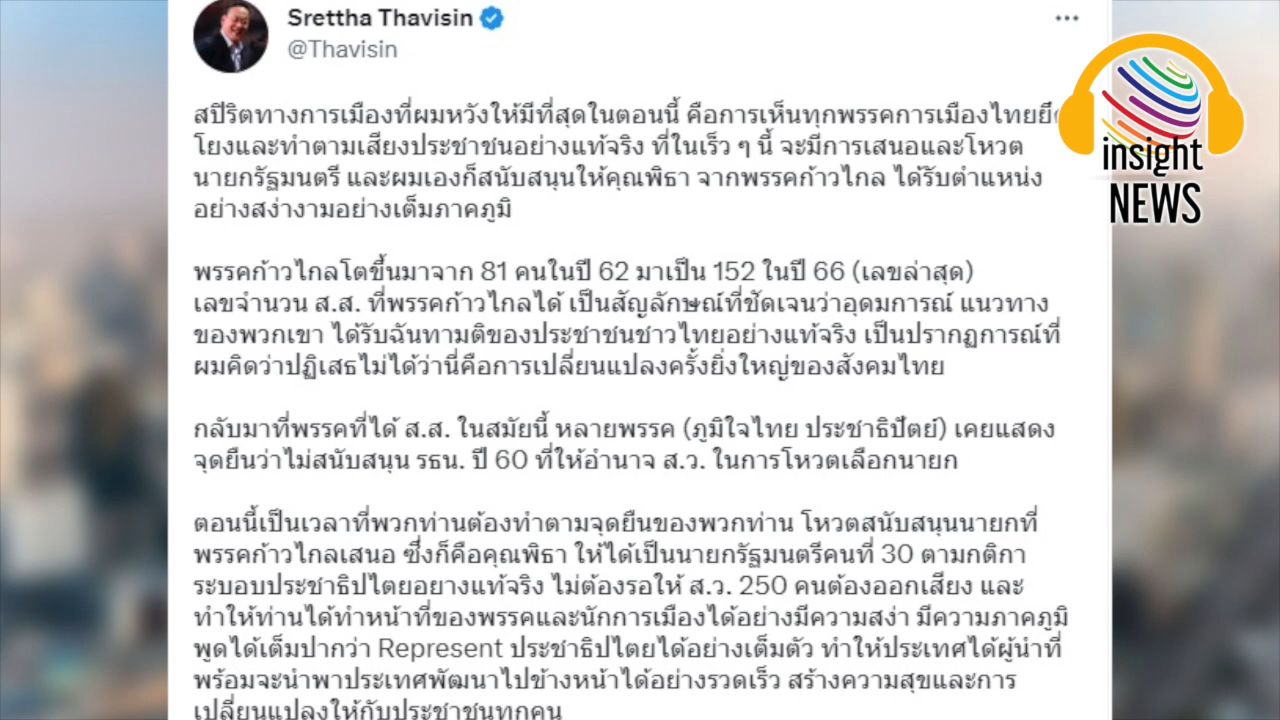 Srettha Thavisin
@Thavisin
สปิริตทางการเมืองที่ผมหวังให้มีที่สุดในตอนนี้ คือการเห็นทุกพรรคการเมืองไทยยึด
โยงและทำตามเสียงประชาชนอย่างแท้จริง ที่ในเร็ว ๆ นี้ จะมีการเสนอและโหวต
นายกรัฐมนตรี และผมเองก็สนับสนุนให้คุณพิธา จากพรรคก้าวไกล ได้รับตำแหน่ง
อย่างสง่างามอย่างเต็มภาคภูมิ
พรรคก้าวไกลโตขึ้นมาจาก 81 คนในปี 62 มาเป็น 152 ในปี 66 (เลขล่าสุด)
เลขจำนวน ส.ส. ที่พรรคก้าวไกลได้ เป็นสัญลักษณ์ที่ชัดเจนว่าอุดมการณ์ แนวทาง
ของพวกเขา ได้รับฉันทามติของประชาชนชาวไทยอย่างแท้จริง เป็นปรากฏการณ์ที่
ผมคิดว่าปฏิเสธไม่ได้ว่านี่คือการเปลี่ยนแปลงครั้งยิ่งใหญ่ของสังคมไทย
กลับมาที่พรรคที่ได้ ส.ส. ในสมัยนี้ หลายพรรค (ภูมิใจไทย ประชาธิปัตย์) เคยแสดง
จุดยืนว่าไม่สนับสนุน รธน. ปี 60 ที่ให้อำนาจ ส.ว. ในการโหวตเลือกนายก
ตอนนี้เป็นเวลาที่พวกท่านต้องทำตามจุดยืนของพวกท่าน โหวตสนับสนุนนายกที่
พรรคก้าวไกลเสนอ ซึ่งก็คือคุณพิธา ให้ได้เป็นนายกรัฐมนตรีคนที่ 30 ตามกติกา
ระบอบประชาธิปไตยอยางแท้จริง ไม่ต้องรอให้ ส.ว. 250 คนต้องออกเสียง และ
ทำให้ท่านได้ทำหน้าที่ของพรรคและนักการเมืองได้อย่างมีความสง่า มีความภาคภูมิ
พูดได้เต็มปากว่า Represent ประชาธิปไตยได้อย่างเต็มตัว ทำให้ประเทศได้ผู้นำที่
พร้อมจะนำพาประเทศพัฒนาไปข้างหน้าได้อย่างรวดเร็ว สร้างความสุขและการ
เปลี่ยนแปลงให้กับประชาชนทุกคน
insight
NEWS